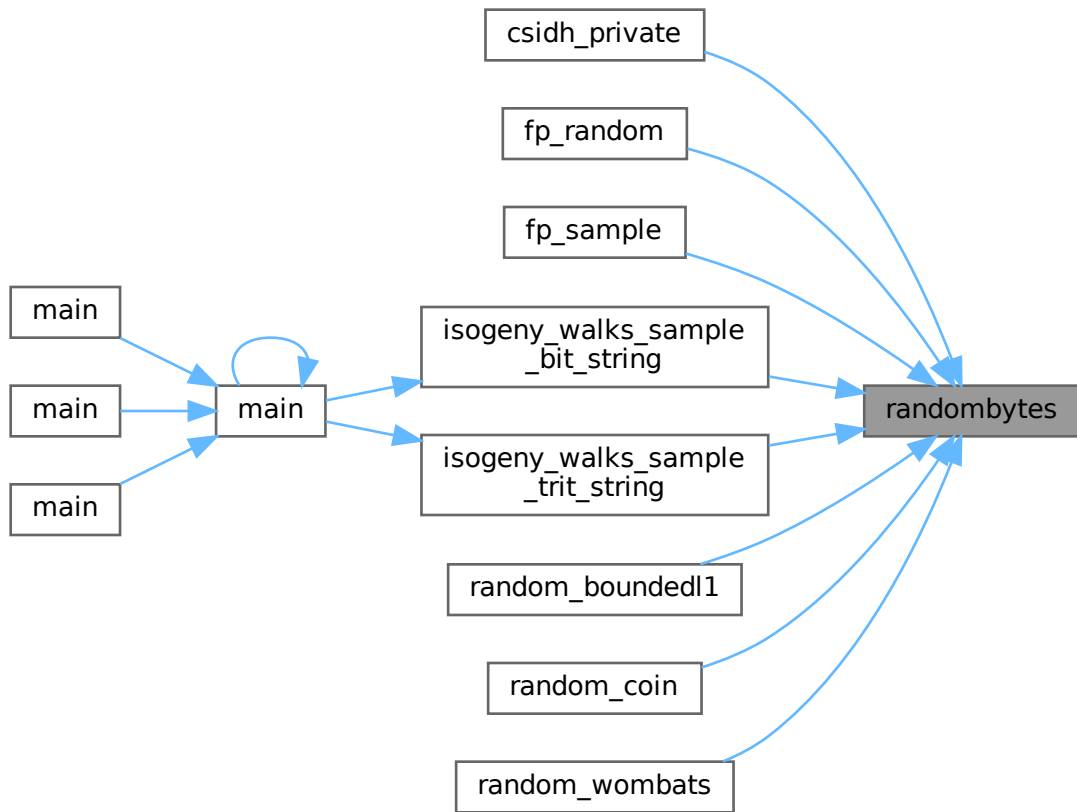 csidh_private
fp_random
fp_sample
main
main
main
main
isogeny_walks_sample
_bit_string
isogeny_walks_sample
_trit_string
randombytes
random_boundedl1
random_coin
random_wombats